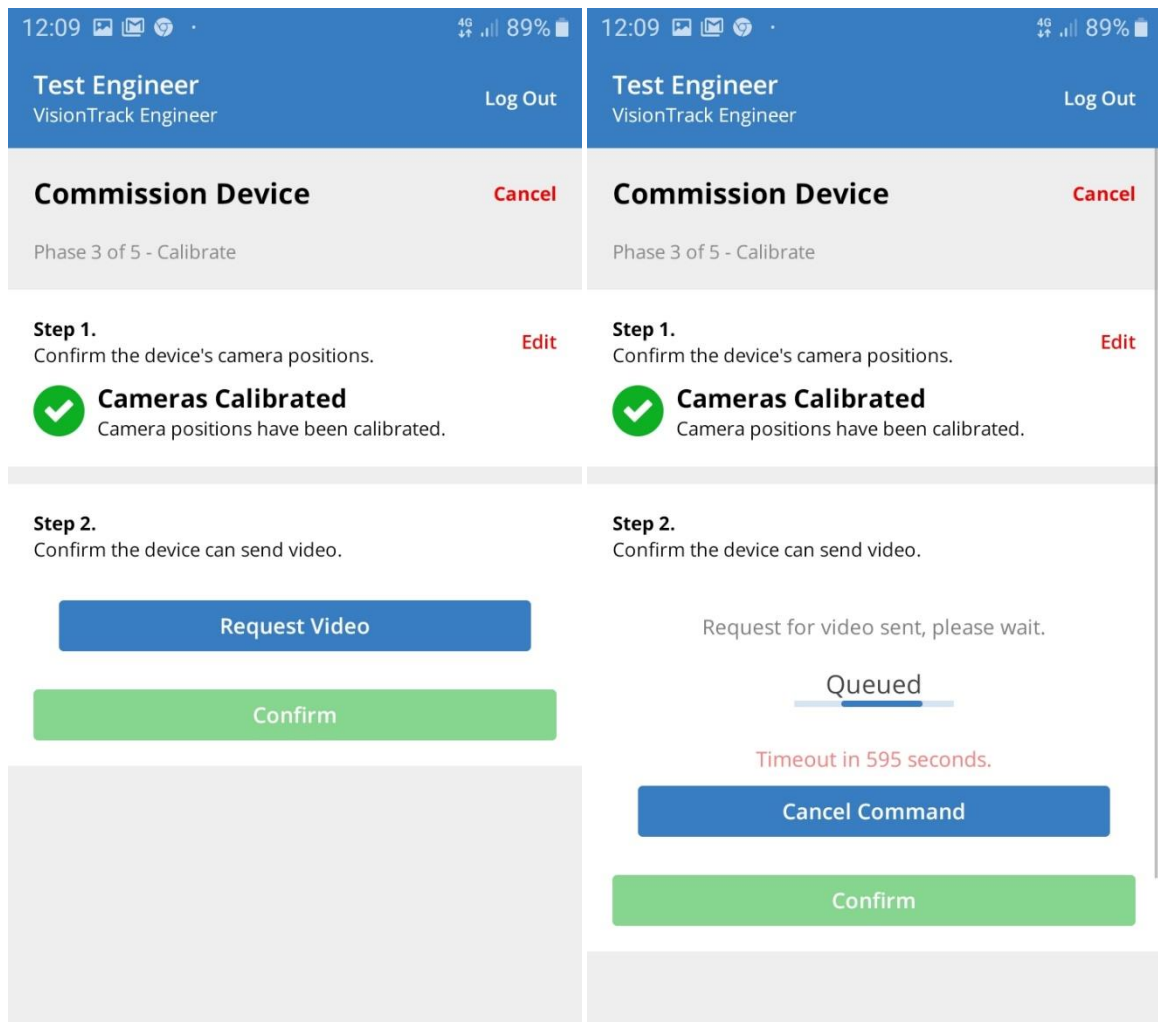 12:09
4G
89%
Test Engineer
VisionTrack Engineer
Log Out
Commission Device
Cancel
Phase 3 of 5 - Calibrate
Step 1.
Confirm the device's camera positions.
Edit
Cameras Calibrated
Camera positions have been calibrated.
Step 2.
Confirm the device can send video.
Request Video
Confirm
12:09
4G
89%
Test Engineer
VisionTrack Engineer
Log Out
Commission Device
Cancel
Phase 3 of 5 - Calibrate
Step 1.
Confirm the device's camera positions.
Edit
Cameras Calibrated
Camera positions have been calibrated.
Step 2.
Confirm the device can send video.
Request for video sent, please wait.
Queued
Timeout in 595 seconds.
Cancel Command
Confirm